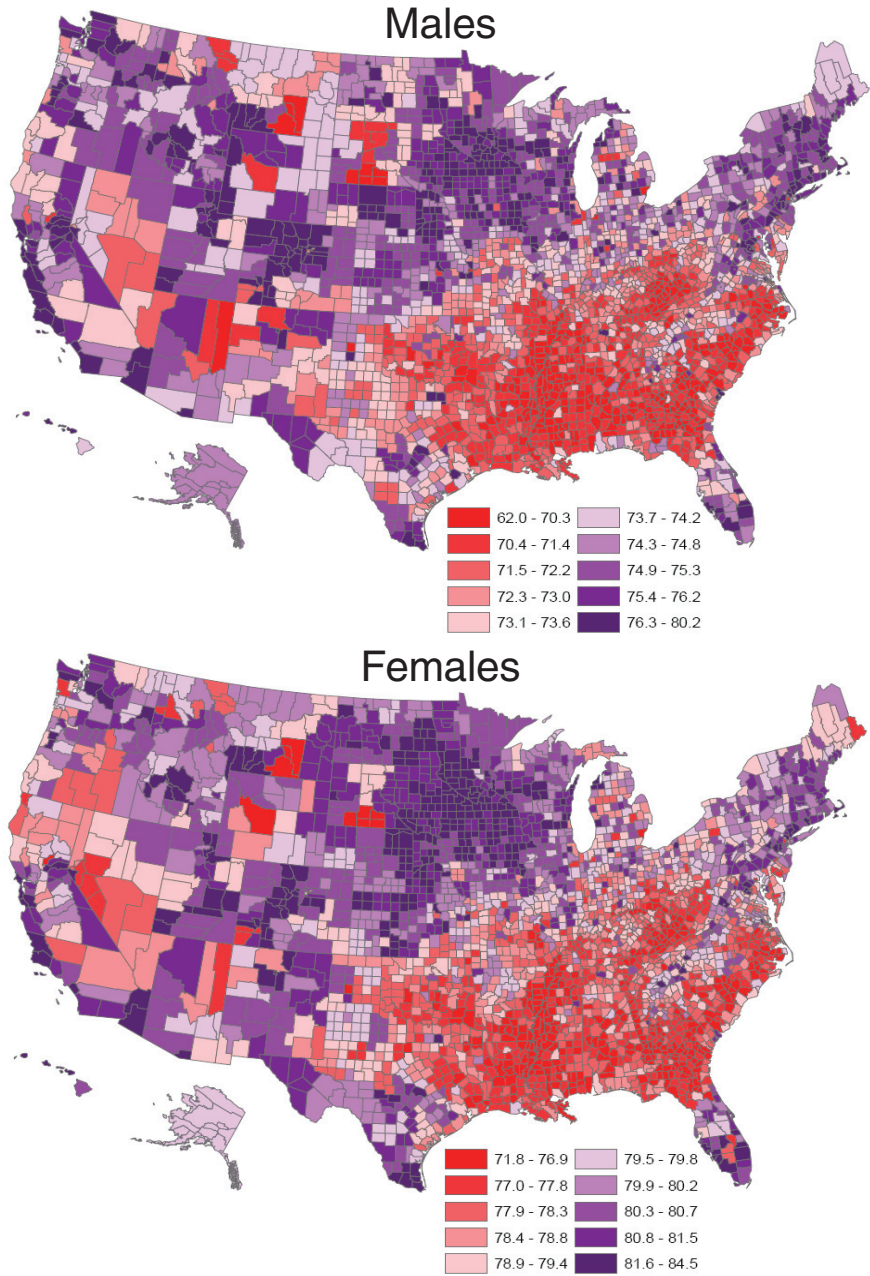 Males
62.0 - 70.3 73.7 - 74.2
70.4 - 71.4 74.3 - 74.8
71.5 - 72.2 74.9 - 75.3
72.3 - 73.0 75.4 - 76.2
73.1 - 73.6 76.3 - 80.2
Females
71.8 - 76.9 79.5 - 79.8
77.0 - 77.8 79.9 - 80.2
77.9 - 78.3 80.3 - 80.7
78.4 - 78.8 80.8 - 81.5
78.9 - 79.4 81.6 - 84.5